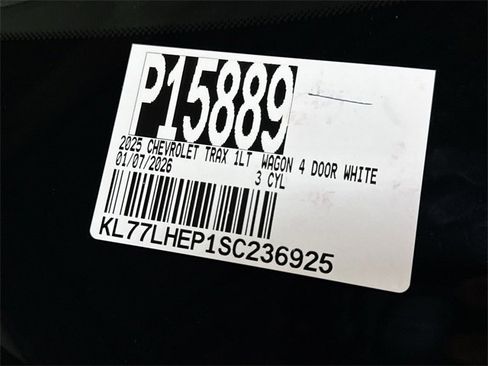 P15889
2025 CHEVROLET TRAX 1LT WAGON 4 DOOR WHITE
01/07/2026 3 CYL
KL77LHEP1SC236925